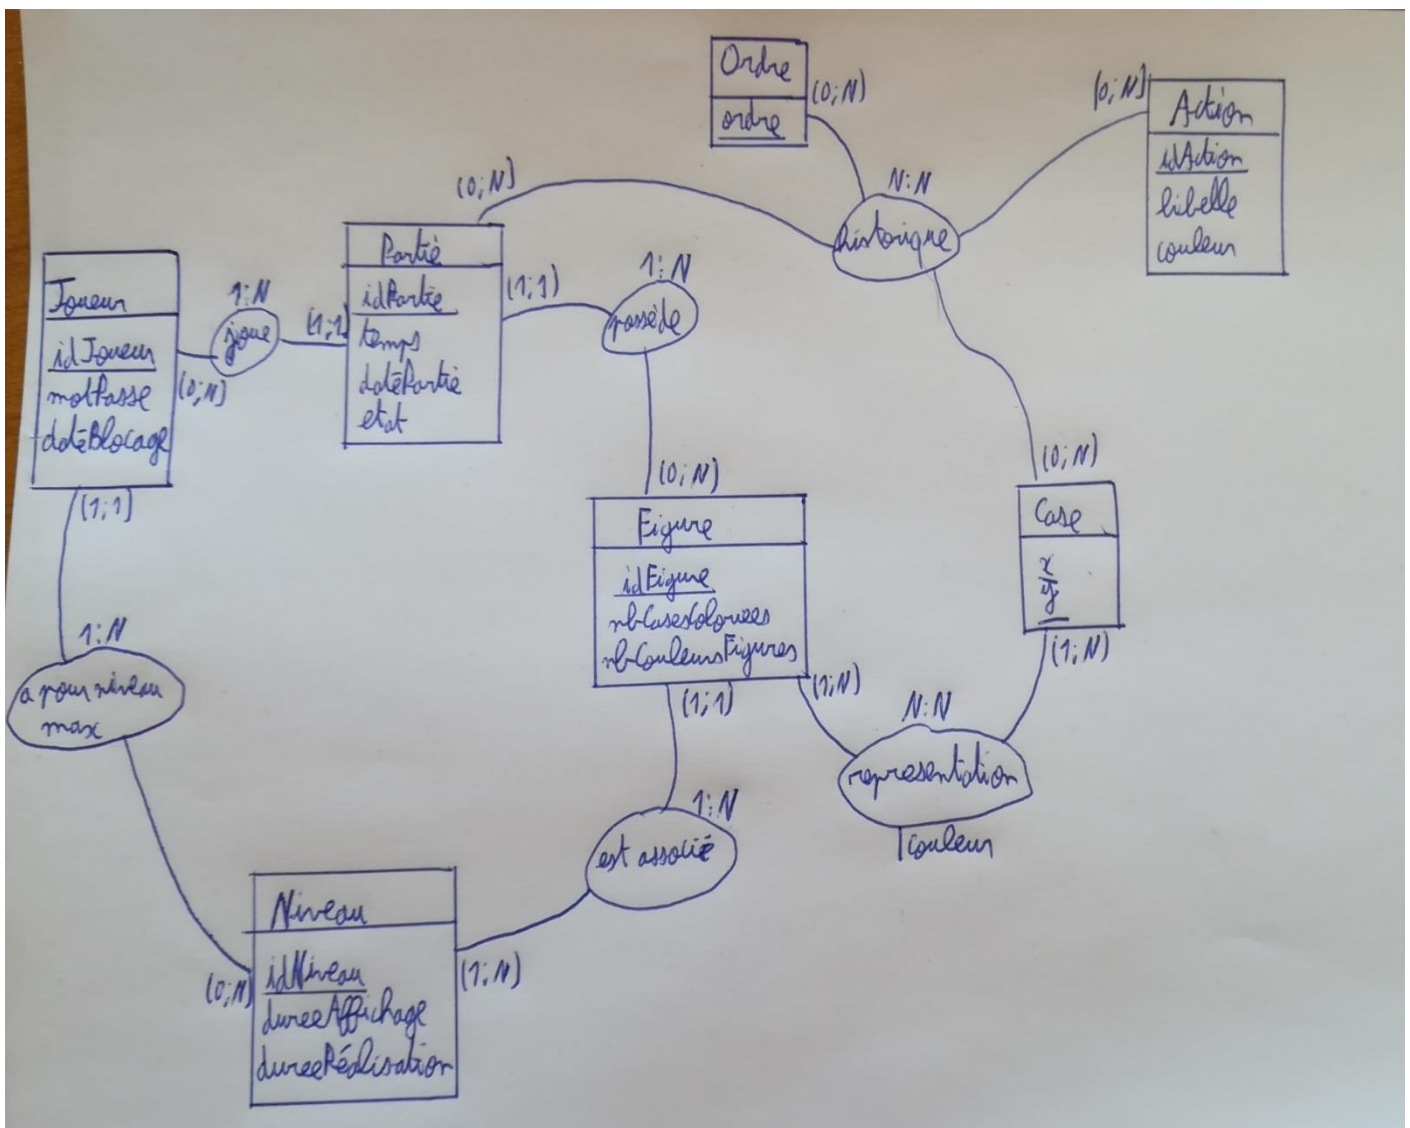 Ordre
ordre
(0;N)
(0;N)
Action
idAction
libelle
couleur
N:N
historique
(0;N)
Partie
idPartie
temps
datePartie
etat
(1;1)
1:N
possède
Joueur
idJoueur
motPasse
dateBlocage
1:N
joue
(1;1)
(0;N)
(1;1)
(0;N)
Figure
idFigure
nbCasesColorees
nbCouleursFigures
(0;N)
Case
x
y
(1;N)
1:N
a pour niveau
max
(1;1)
(1;N)
N:N
representation
couleur
1:N
est associé
Niveau
idNiveau
dureeAffichage
dureeRéalisation
(0;N)
(1;N)